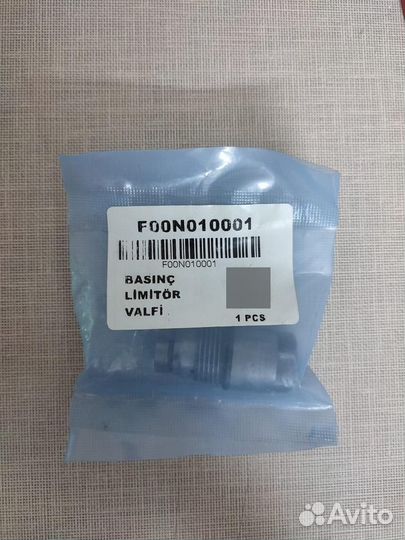 F00N010001
F00N010001
BASINÇ
LİMİTÖR
VALFİ
1 PCS
Avito